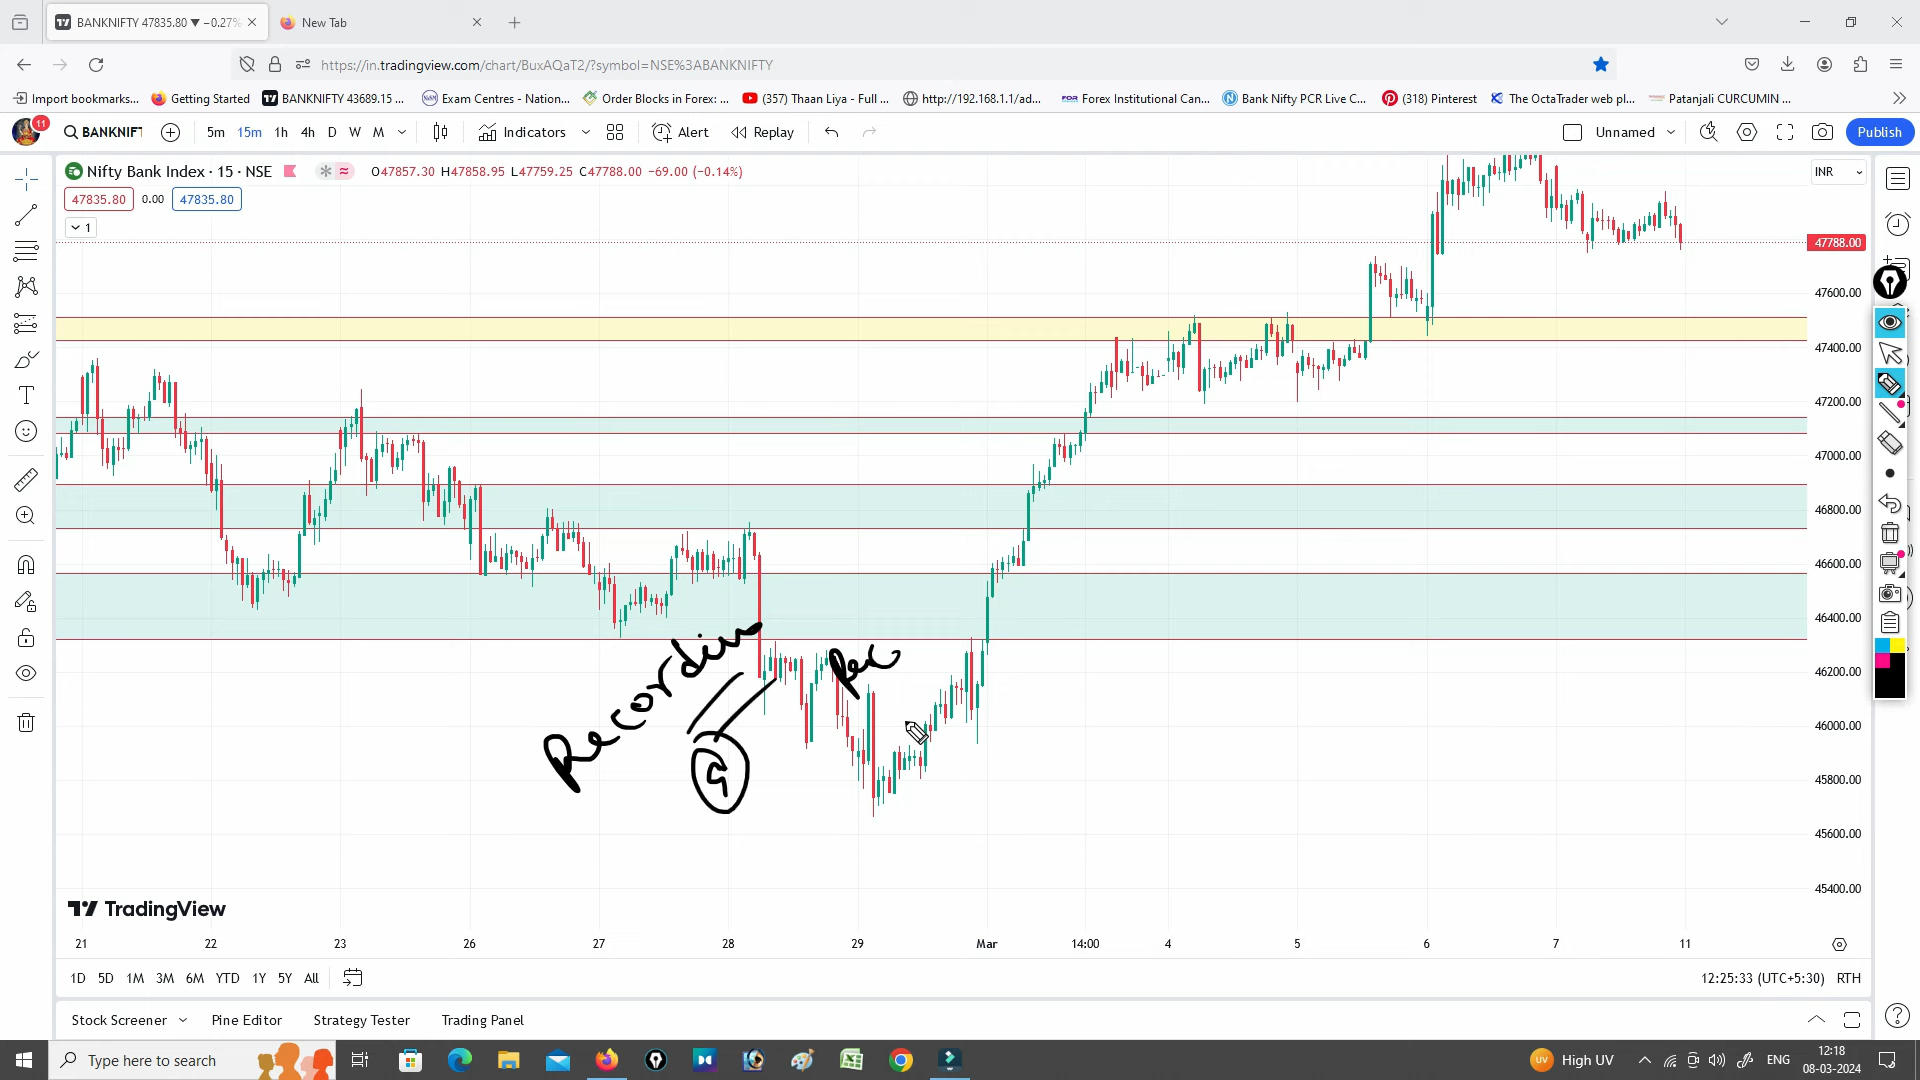 BANKNIFTY 47835.80 ▼ −0.27%
New Tab
https://in.tradingview.com/chart/BuxAQaT2/?symbol=NSE%3ABANKNIFTY
Import bookmarks...
Getting Started
BANKNIFTY 43689.15 ...
Exam Centres - Nation...
Order Blocks in Forex: ...
(357) Thaan Liya - Full ...
http://192.168.1.1/ad...
Forex Institutional Can...
Bank Nifty PCR Live C...
(318) Pinterest
The OctaTrader web pl...
Patanjali CURCUMIN ...
11
BANKNIFT
5m 15m 1h 4h D W M
Indicators
Alert
Replay
Unnamed
Publish
Nifty Bank Index · 15 · NSE
O47857.30 H47858.95 L47759.25 C47788.00 −69.00 (−0.14%)
INR
47835.80 0.00 47835.80
1
47788.00
47600.00
47400.00
47200.00
47000.00
46800.00
46600.00
46400.00
46200.00
46000.00
45800.00
45600.00
45400.00
Rec
TradingView
21 22 23 26 27 28 29 Mar 14:00 4 5 6 7 11
1D 5D 1M 3M 6M YTD 1Y 5Y All
12:25:33 (UTC+5:30) RTH
Stock Screener Pine Editor Strategy Tester Trading Panel
Type here to search
High UV
ENG
12:18
08-03-2024